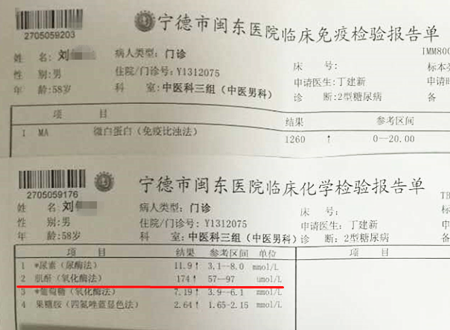 宁德市闽东医院临床免疫检验报告单
2705059203
IMM800
姓 名：刘
病人类型：门诊
床 号：
标本
性 别：男
住院/门诊号：Y1312075
申请医生：丁建新
申请时
年 龄：58岁
科 室：中医科三组（中医男科）
诊 断：2型糖尿病
备
项 目
结果
参考区间
1 MA 微白蛋白（免疫比浊法）
1260 ↑ 0--20.00
宁德市闽东医院临床化学检验报告单
2705059176
姓 名：刘
病人类型：门诊
床 号：
性 别：男
住院/门诊号：Y1312075
申请医生：丁建新
年 龄：58岁
科 室：中医科三组（中医男科）
诊 断：2型糖尿病
项 目 结果 参考区间 单位
项 目
1 *尿素（尿酶法） 11.9↑ 3.1--8.0 mmol/L
2 肌酐（氧化酶法） 174↑ 57--97 umol/L
3 *葡萄糖（氧化酶法） 7.19↑ 3.9--6.1 mmol/L
4 果糖胺（四氮唑蓝显色法） 2.64↑ 1.65-2.15 mmol/L